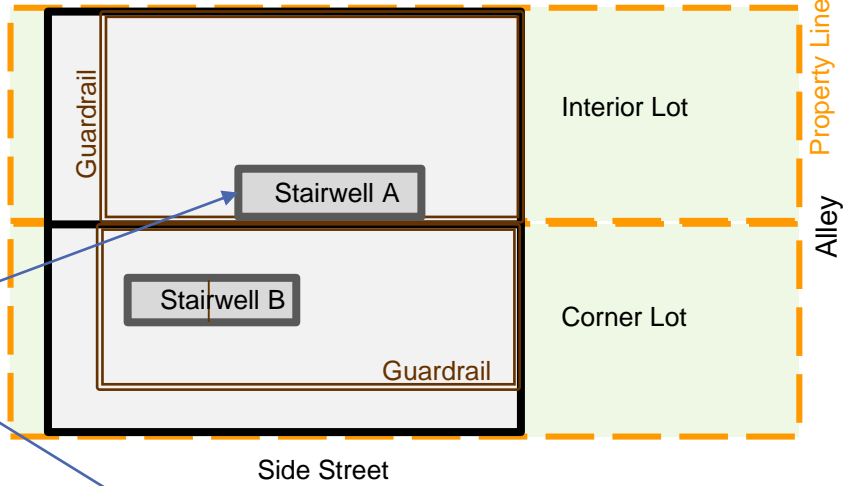 Property Line
Guardrail
Interior Lot
Stairwell A
Alley
Stairwell B
Corner Lot
Guardrail
Side Street